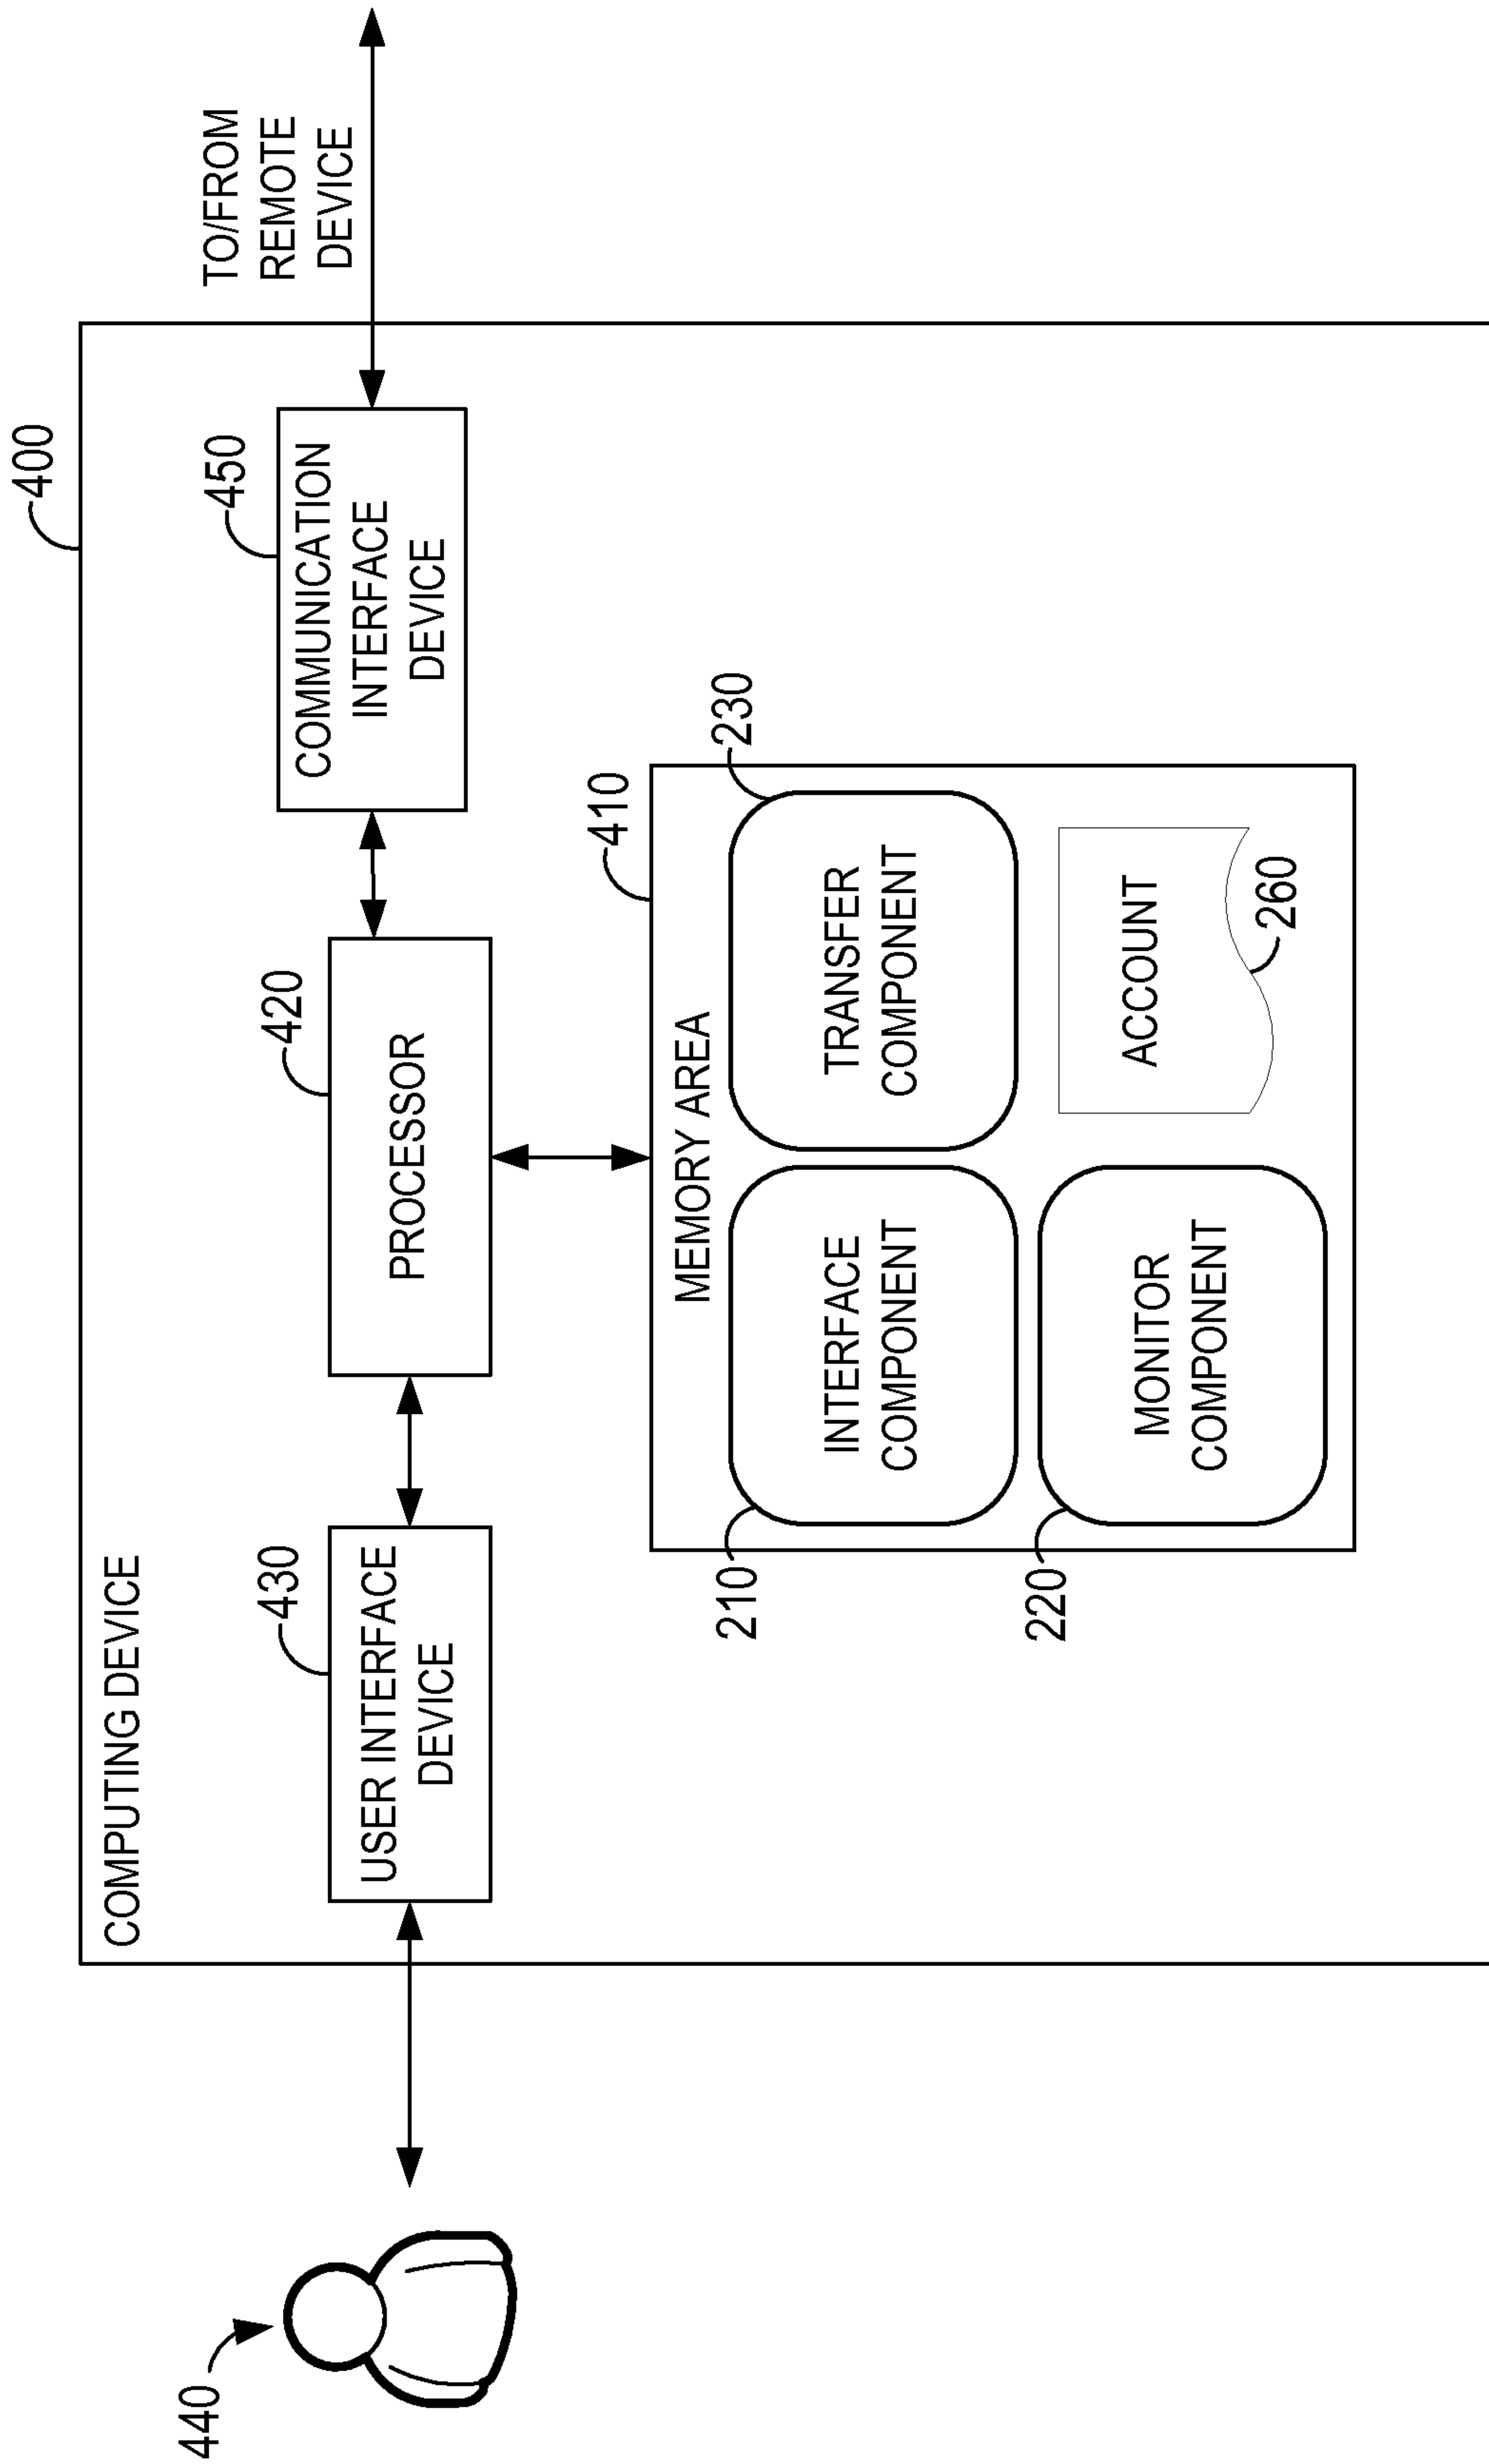 400
COMPUTING DEVICE
TO/FROM
REMOTE
DEVICE
440
430
USER INTERFACE
DEVICE
420
PROCESSOR
450
COMMUNICATION
INTERFACE
DEVICE
410
MEMORY AREA
210
INTERFACE
COMPONENT
230
TRANSFER
COMPONENT
220
MONITOR
COMPONENT
ACCOUNT
260